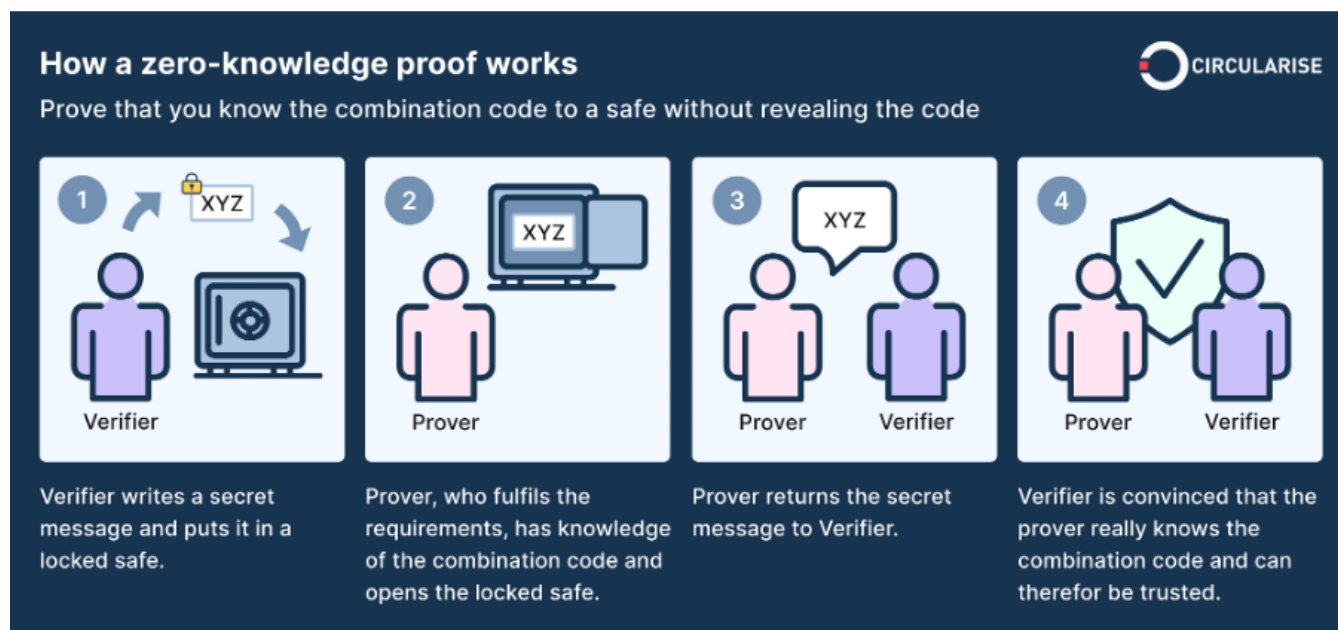 How a zero-knowledge proof works
CIRCULARISE
Prove that you know the combination code to a safe without revealing the code
1
XYZ
Verifier
Verifier writes a secret
message and puts it in a
locked safe.
2
XYZ
Prover
Prover, who fulfils the
requirements, has knowledge
of the combination code and
opens the locked safe.
3
XYZ
Prover
Verifier
Prover returns the secret
message to Verifier.
4
Prover
Verifier
Verifier is convinced that the
prover really knows the
combination code and can
therefor be trusted.